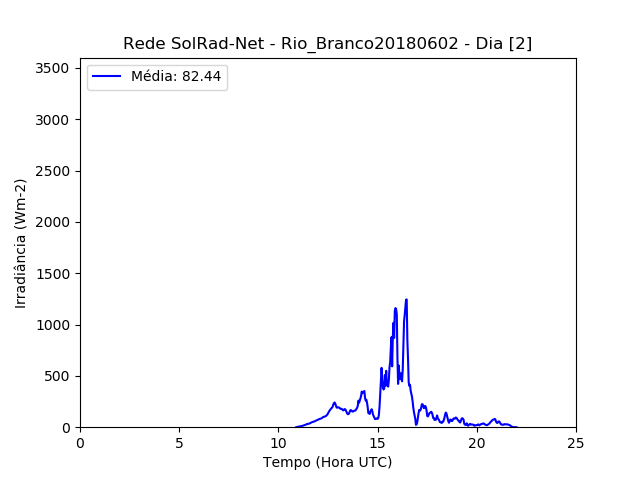 Rede SolRad-Net - Rio_Branco20180602 - Dia [2]
Média: 82.44
3500
3000
2500
2000
1500
1000
500
0
Irradiância (Wm-2)
0 5 10 15 20 25
Tempo (Hora UTC)